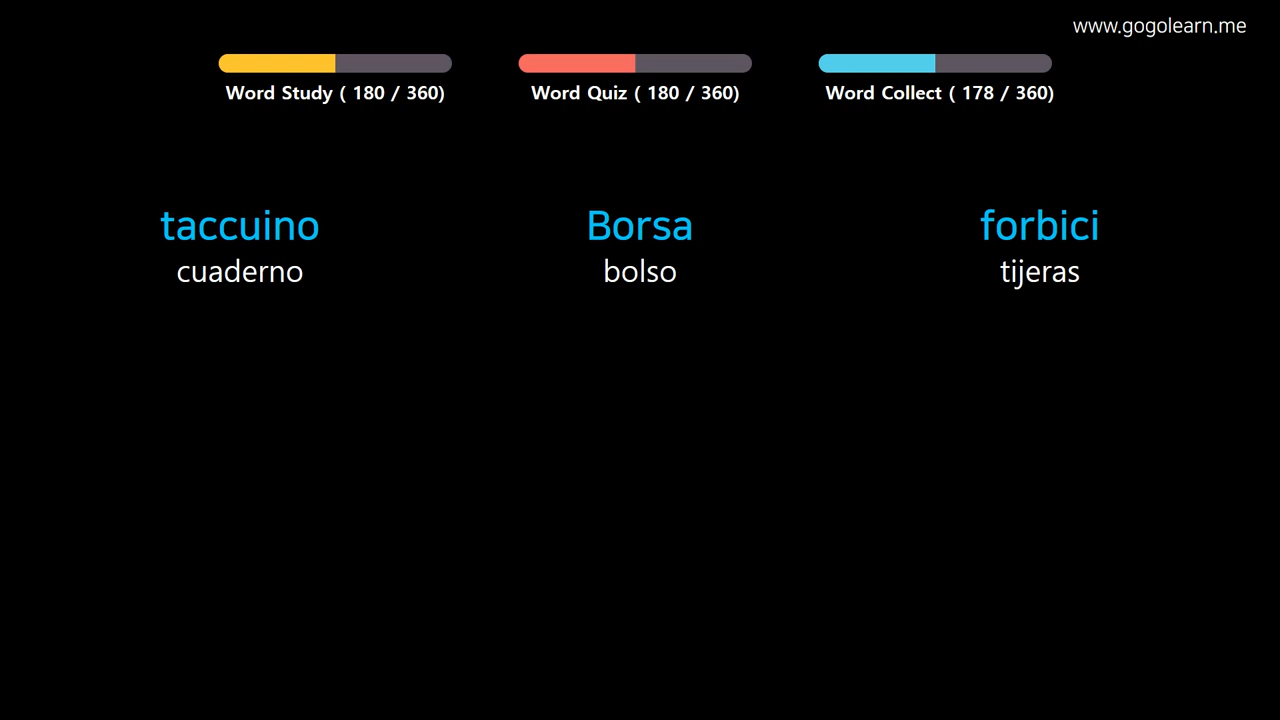 www.gogolearn.me
Word Study ( 180 / 360)
Word Quiz ( 180 / 360)
Word Collect ( 178 / 360)
taccuino
cuaderno
Borsa
bolso
forbici
tijeras